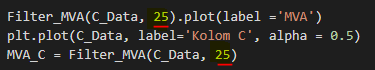 Filter_MVA(C_Data, 25).plot(label ='MVA')
plt.plot(C_Data, label='Kolom C', alpha = 0.5)
MVA_C = Filter_MVA(C_Data, 25)